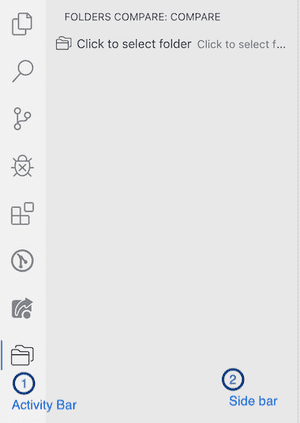 FOLDERS COMPARE: COMPARE
Click to select folder Click to select f...
1
2
Activity Bar
Side bar